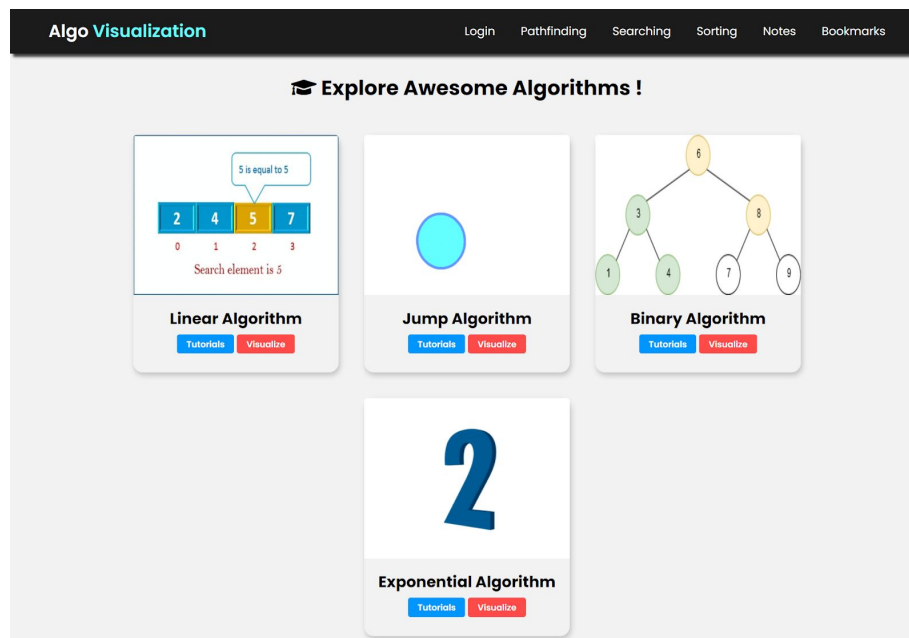 Algo Visualization
Login Pathfinding Searching Sorting Notes Bookmarks
Explore Awesome Algorithms !
5 is equal to 5
2 4 5 7
0 1 2 3
Search element is 5
Linear Algorithm
Tutorials Visualize
Jump Algorithm
Tutorials Visualize
6
3 8
1 4 7 9
Binary Algorithm
Tutorials Visualize
2
Exponential Algorithm
Tutorials Visualize